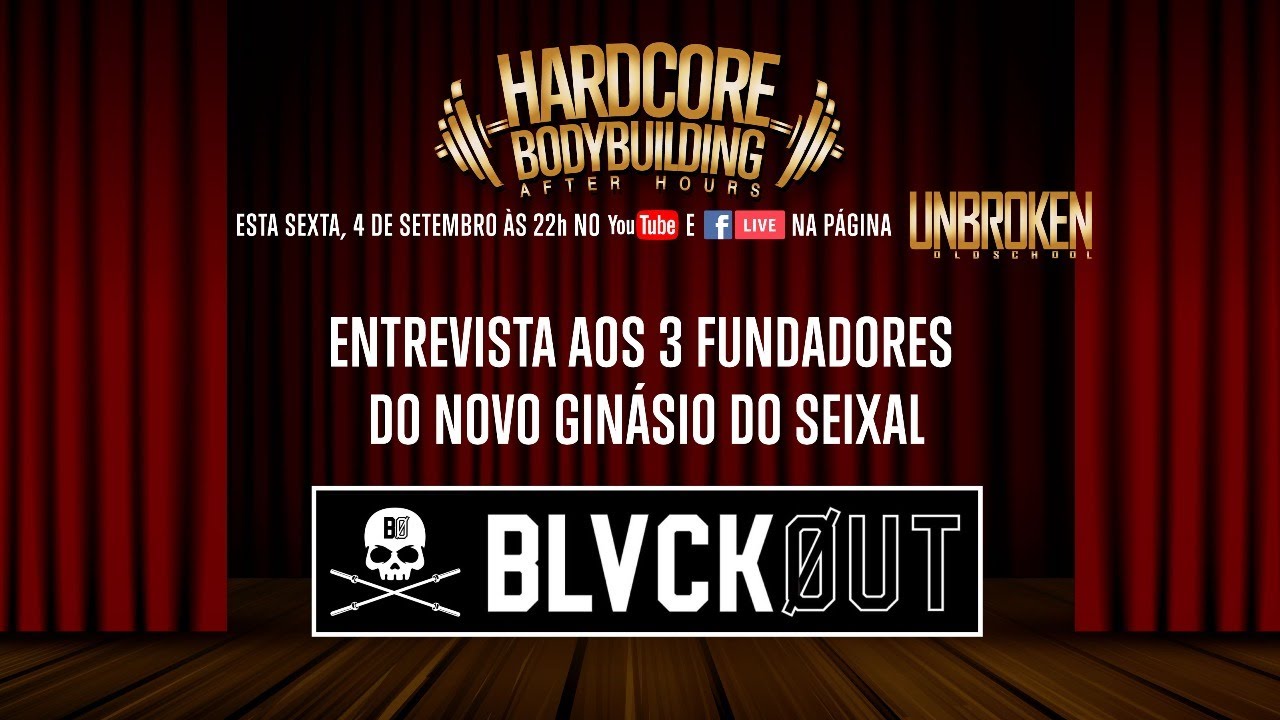 HARDCORE
BODYBUILDING
AFTER HOURS
ESTA SEXTA, 4 DE SETEMBRO ÀS 22h NO YouTube E f LIVE NA PÁGINA UNBROKEN
OLDSCHOOL
ENTREVISTA AOS 3 FUNDADORES
DO NOVO GINÁSIO DO SEIXAL
BØ
BLVCKØUT